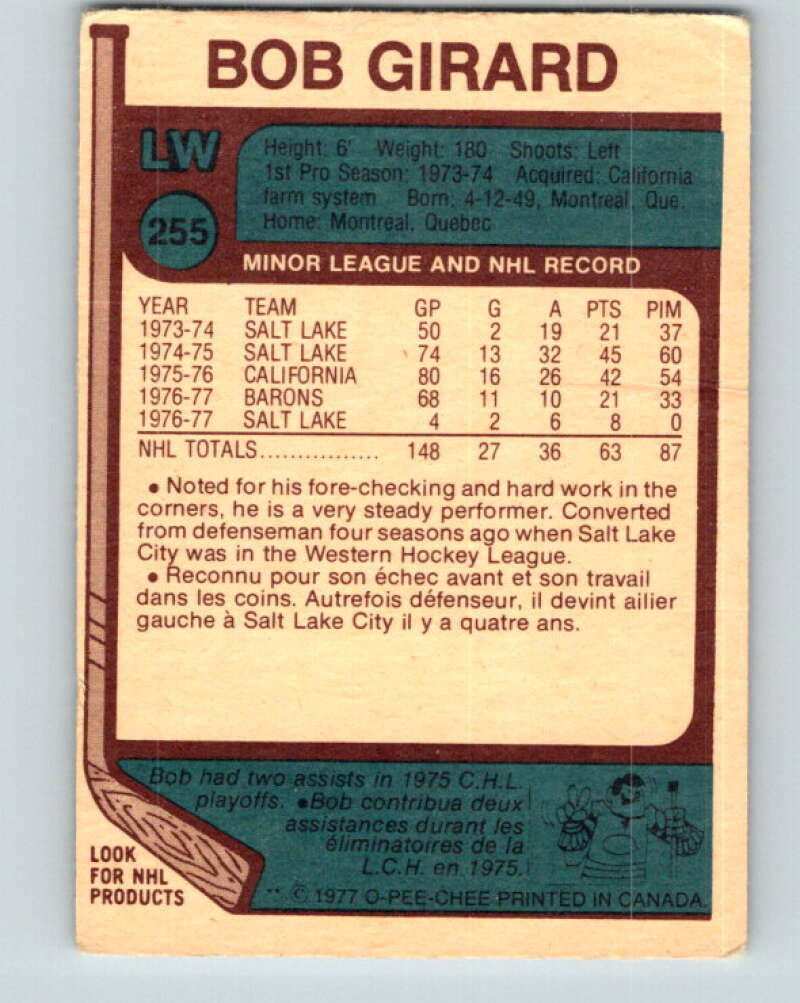 BOB GIRARD
LW
Height: 6' Weight: 180 Shoots: Left
1st Pro Season: 1973-74 Acquired: California
farm system Born: 4-12-49, Montreal, Que.
Home: Montreal, Quebec
255
MINOR LEAGUE AND NHL RECORD
YEAR TEAM GP G A PTS PIM
1973-74 SALT LAKE 50 2 19 21 37
1974-75 SALT LAKE 74 13 32 45 60
1975-76 CALIFORNIA 80 16 26 42 54
1976-77 BARONS 68 11 10 21 33
1976-77 SALT LAKE 4 2 6 8 0
NHL TOTALS................ 148 27 36 63 87
• Noted for his fore-checking and hard work in the
corners, he is a very steady performer. Converted
from defenseman four seasons ago when Salt Lake
City was in the Western Hockey League.
• Reconnu pour son échec avant et son travail
dans les coins. Autrefois défenseur, il devint ailier
gauche à Salt Lake City il y a quatre ans.
Bob had two assists in 1975 C.H.L.
playoffs. •Bob contribua deux
assistances durant les
éliminatoires de la
L.C.H. en 1975.
LOOK
FOR NHL
PRODUCTS
** © 1977 O-PEE-CHEE PRINTED IN CANADA.